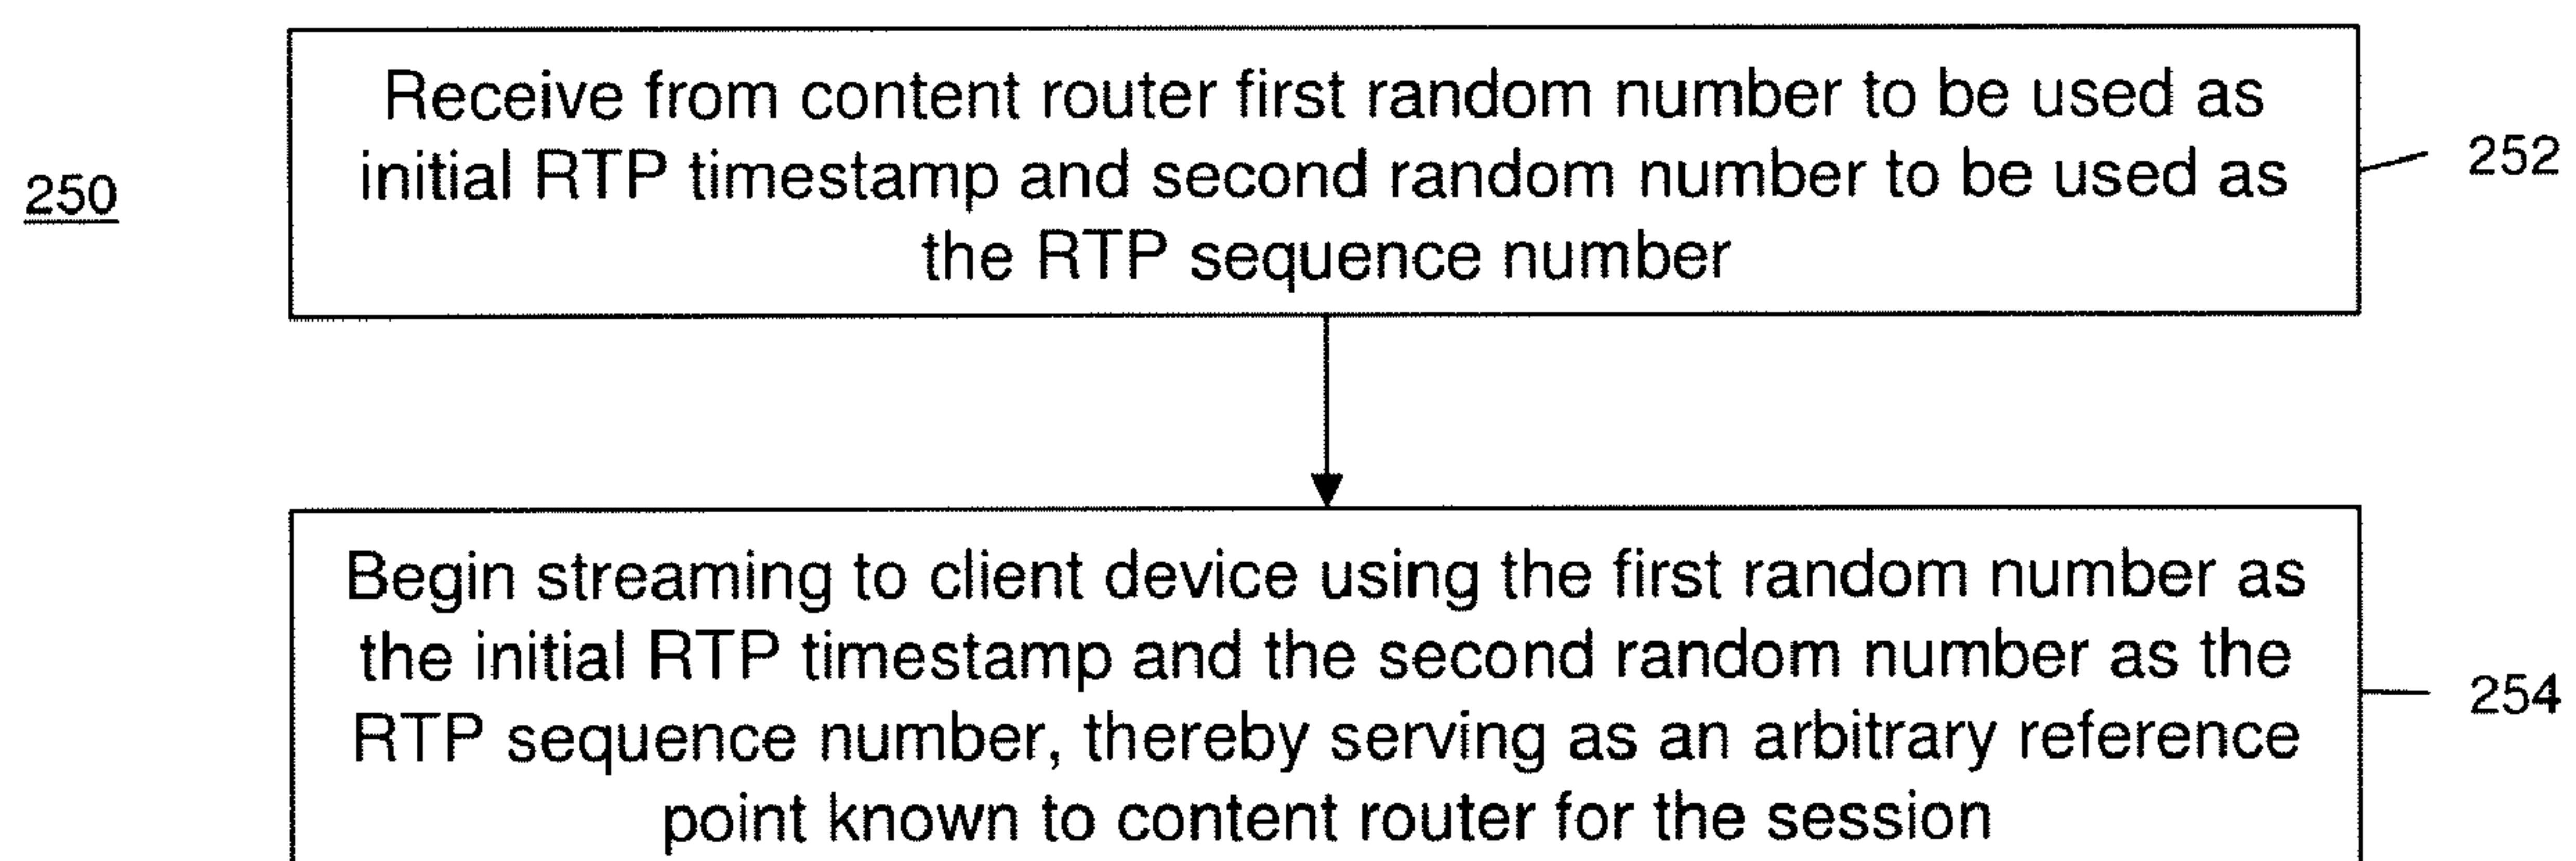 Receive from content router first random number to be used as
initial RTP timestamp and second random number to be used as
the RTP sequence number
252
250
Begin streaming to client device using the first random number as
the initial RTP timestamp and the second random number as the
RTP sequence number, thereby serving as an arbitrary reference
point known to content router for the session
254